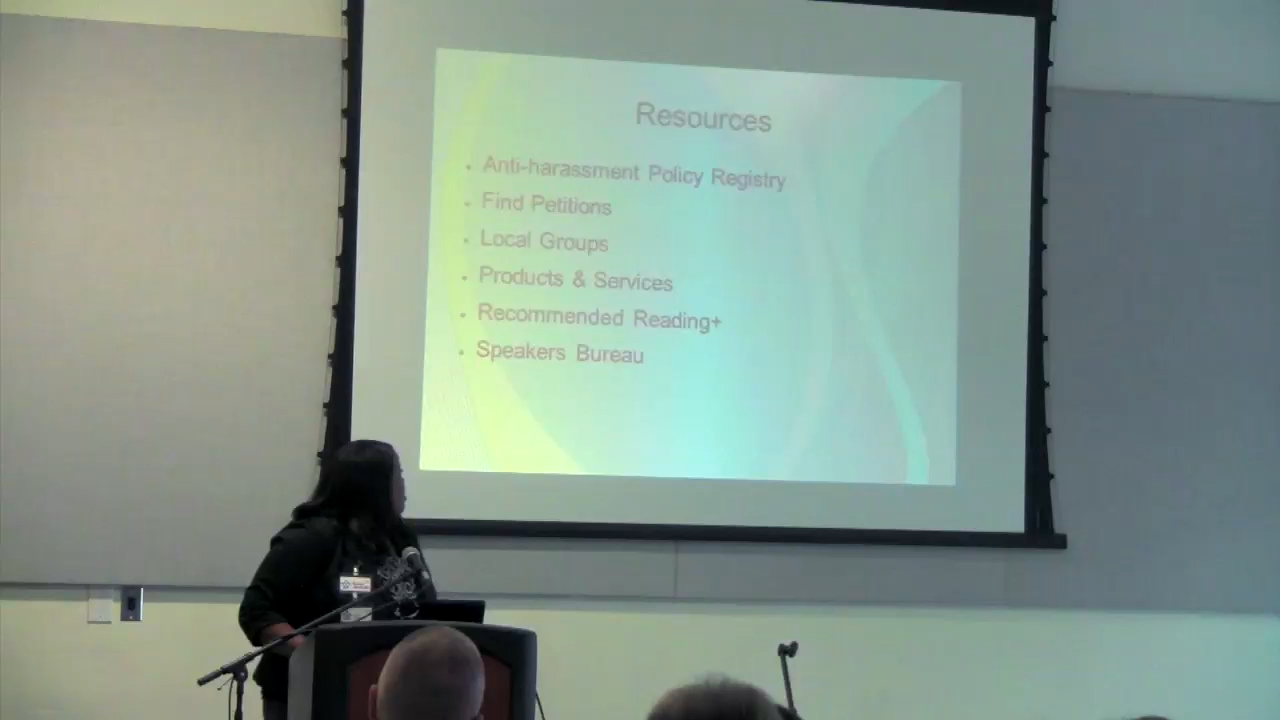 Resources
Anti-harassment Policy Registry
Find Petitions
Local Groups
Products & Services
Recommended Reading+
Speakers Bureau